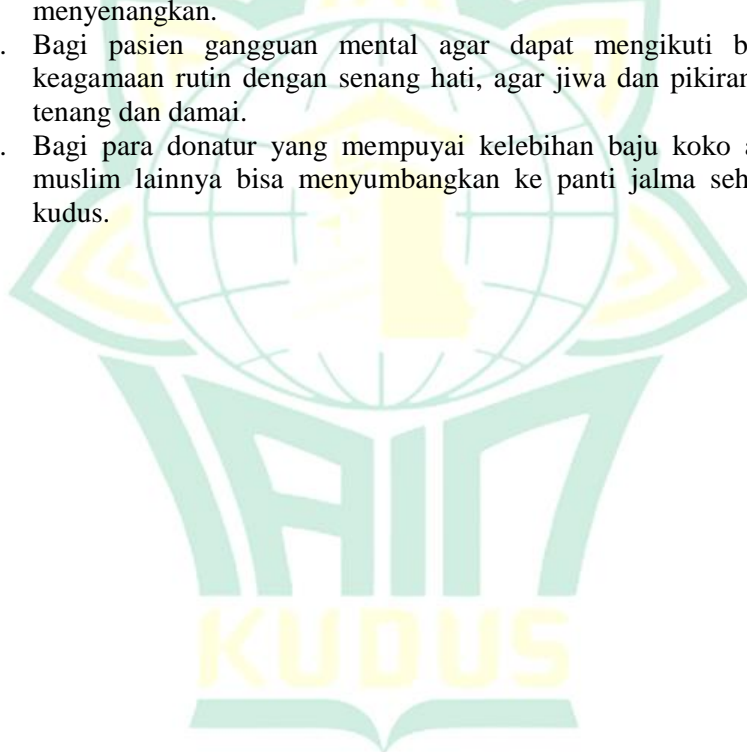 menyenangkan.
. Bagi pasien gangguan mental agar dapat mengikuti
keagamaan rutin dengan senang hati, agar jiwa dan pikiran
tenang dan damai.
. Bagi para donatur yang mempuyai kelebihan baju koko
muslim lainnya bisa menyumbangkan ke panti jalma
kudus.
IAIN
KUDUS